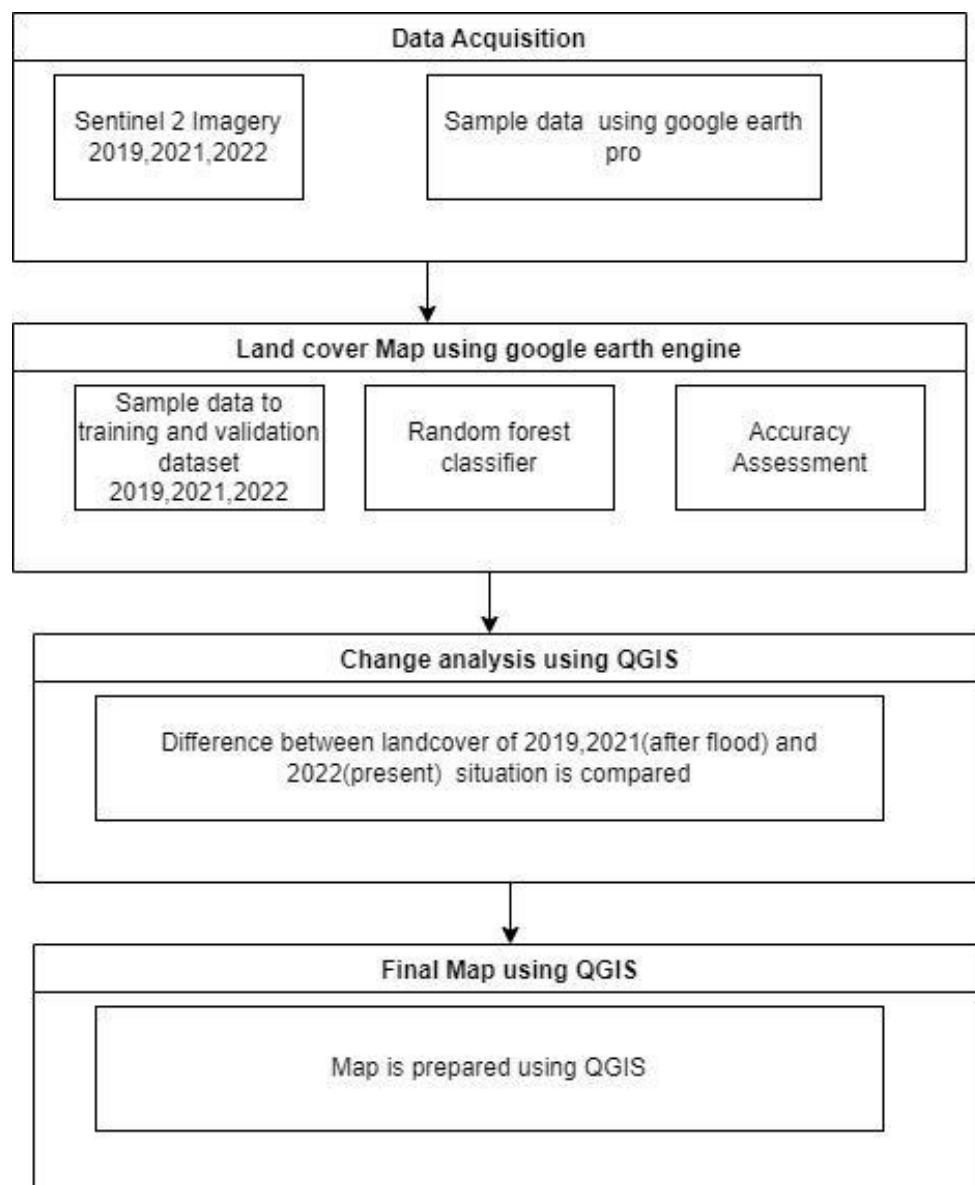 Data Acquisition
Sentinel 2 Imagery
2019,2021,2022
Sample data using google earth
pro
Land cover Map using google earth engine
Sample data to
training and validation
dataset
2019,2021,2022
Random forest
classifier
Accuracy
Assessment
Change analysis using QGIS
Difference between landcover of 2019,2021(after flood) and
2022(present) situation is compared
Final Map using QGIS
Map is prepared using QGIS